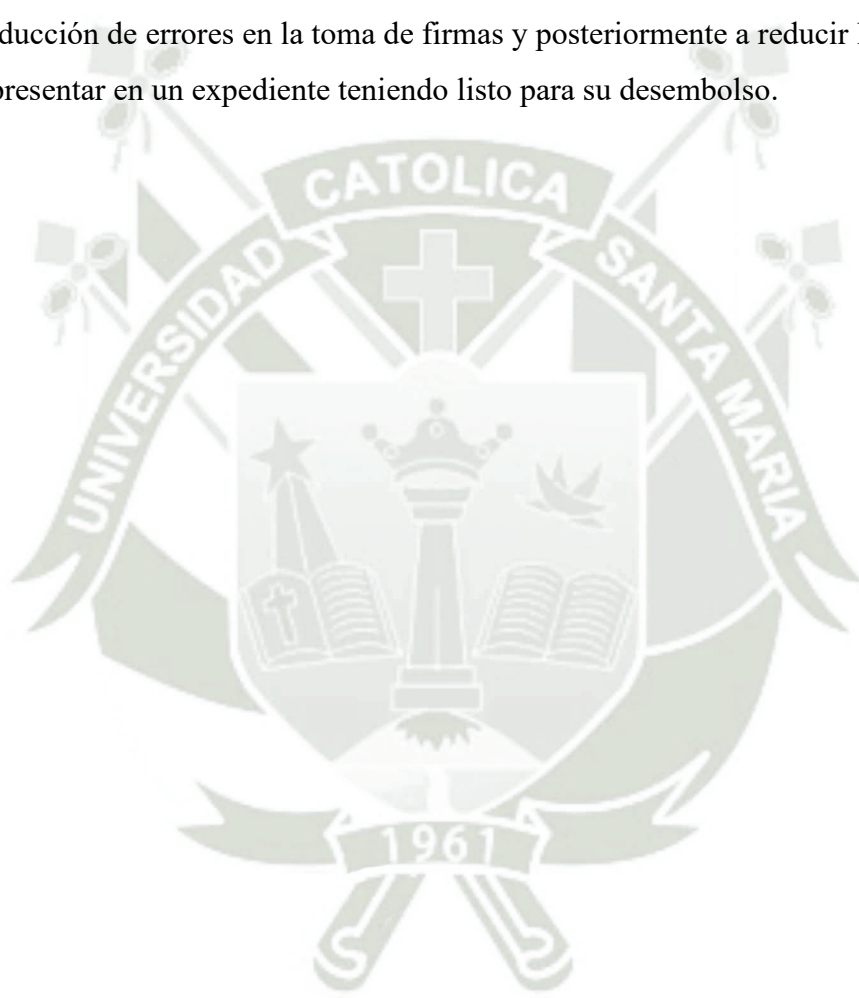 ducción de errores en la toma de firmas y posteriormente a reducir
presentar en un expediente teniendo listo para su desembolso.
CATOLICA
UNIVERSIDAD
SANTA MARIA
1961